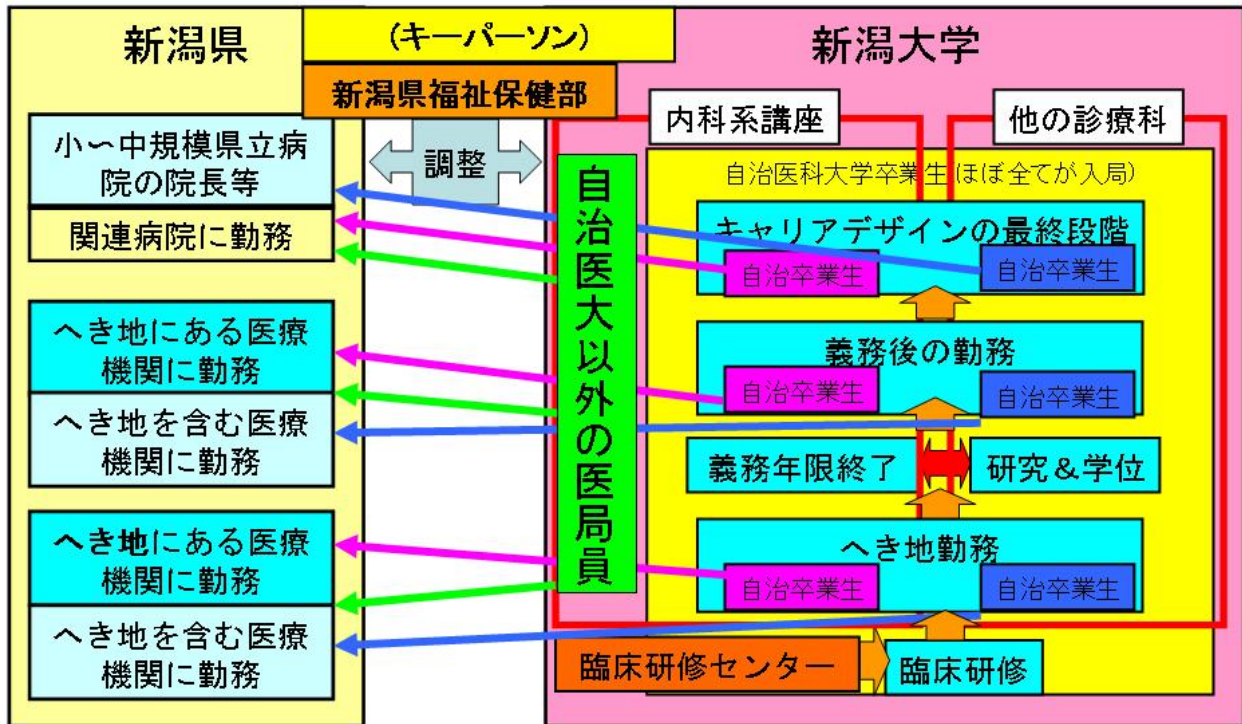 新潟県
(キーパーソン)
新潟県福祉保健部
新潟大学
小～中規模県立病
院の院長等
関連病院に勤務
へき地にある医療
機関に勤務
へき地を含む医療
機関に勤務
へき地にある医療
機関に勤務
へき地を含む医療
機関に勤務
調整
自治医大以外の医局員
内科系講座
他の診療科
自治医科大学卒業生(ほぼ全てが入局)
キャリアデザインの最終段階
自治卒業生
自治卒業生
義務後の勤務
自治卒業生
自治卒業生
義務年限終了
研究＆学位
へき地勤務
自治卒業生
自治卒業生
臨床研修センター
臨床研修